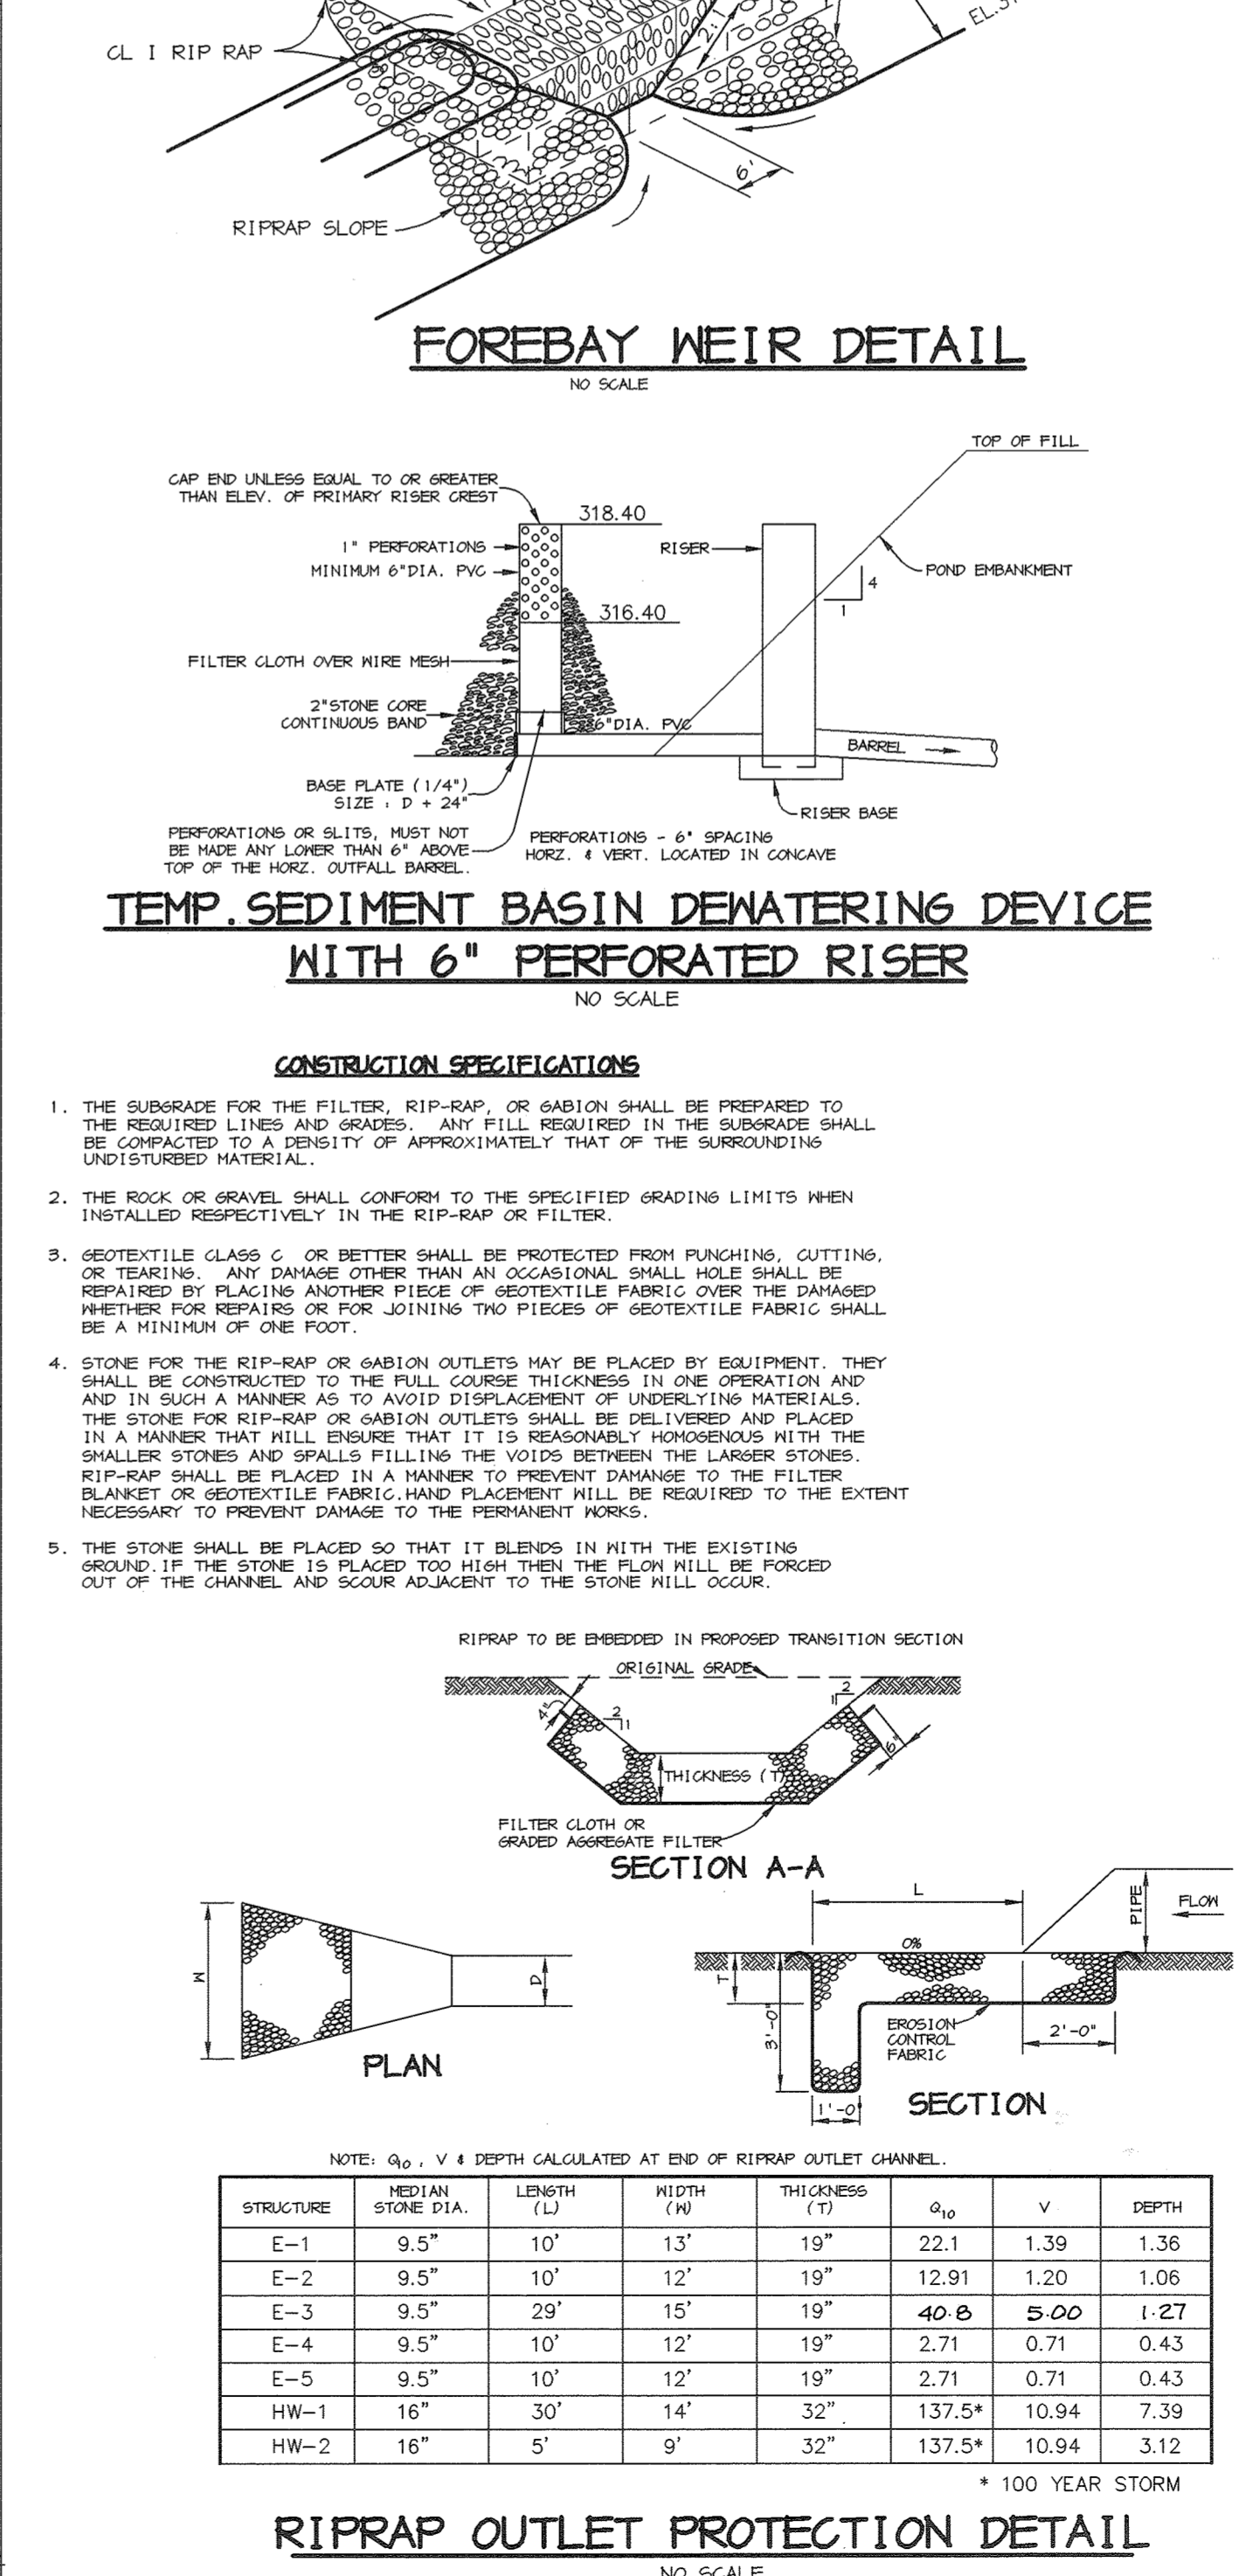 EL.
CL I RIP RAP
2:1
6'
RIPRAP SLOPE
FOREBAY WEIR DETAIL
NO SCALE
TOP OF FILL
CAP END UNLESS EQUAL TO OR GREATER
THAN ELEV. OF PRIMARY RISER CREST
318.40
1" PERFORATIONS
RISER
MINIMUM 6"DIA. PVC
POND EMBANKMENT
4
1
316.40
FILTER CLOTH OVER WIRE MESH
2"STONE CORE
CONTINUOUS BAND
6"DIA. PVC
BARREL
BASE PLATE (1/4")
SIZE : D + 24"
RISER BASE
PERFORATIONS OR SLITS, MUST NOT
BE MADE ANY LOWER THAN 6" ABOVE
TOP OF THE HORZ. OUTFALL BARREL.
PERFORATIONS - 6" SPACING
HORZ. & VERT. LOCATED IN CONCAVE
TEMP.SEDIMENT BASIN DEWATERING DEVICE
WITH 6" PERFORATED RISER
NO SCALE
CONSTRUCTION SPECIFICATIONS
1. THE SUBGRADE FOR THE FILTER, RIP-RAP, OR GABION SHALL BE PREPARED TO
THE REQUIRED LINES AND GRADES. ANY FILL REQUIRED IN THE SUBGRADE SHALL
BE COMPACTED TO A DENSITY OF APPROXIMATELY THAT OF THE SURROUNDING
UNDISTURBED MATERIAL.
2. THE ROCK OR GRAVEL SHALL CONFORM TO THE SPECIFIED GRADING LIMITS WHEN
INSTALLED RESPECTIVELY IN THE RIP-RAP OR FILTER.
3. GEOTEXTILE CLASS C OR BETTER SHALL BE PROTECTED FROM PUNCHING, CUTTING,
OR TEARING. ANY DAMAGE OTHER THAN AN OCCASIONAL SMALL HOLE SHALL BE
REPAIRED BY PLACING ANOTHER PIECE OF GEOTEXTILE FABRIC OVER THE DAMAGED
WHETHER FOR REPAIRS OR FOR JOINING TWO PIECES OF GEOTEXTILE FABRIC SHALL
BE A MINIMUM OF ONE FOOT.
4. STONE FOR THE RIP-RAP OR GABION OUTLETS MAY BE PLACED BY EQUIPMENT. THEY
SHALL BE CONSTRUCTED TO THE FULL COURSE THICKNESS IN ONE OPERATION AND
AND IN SUCH A MANNER AS TO AVOID DISPLACEMENT OF UNDERLYING MATERIALS.
THE STONE FOR RIP-RAP OR GABION OUTLETS SHALL BE DELIVERED AND PLACED
IN A MANNER THAT WILL ENSURE THAT IT IS REASONABLY HOMOGENOUS WITH THE
SMALLER STONES AND SPALLS FILLING THE VOIDS BETWEEN THE LARGER STONES.
RIP-RAP SHALL BE PLACED IN A MANNER TO PREVENT DAMANGE TO THE FILTER
BLANKET OR GEOTEXTILE FABRIC.HAND PLACEMENT WILL BE REQUIRED TO THE EXTENT
NECESSARY TO PREVENT DAMAGE TO THE PERMANENT WORKS.
5. THE STONE SHALL BE PLACED SO THAT IT BLENDS IN WITH THE EXISTING
GROUND.IF THE STONE IS PLACED TOO HIGH THEN THE FLOW WILL BE FORCED
OUT OF THE CHANNEL AND SCOUR ADJACENT TO THE STONE WILL OCCUR.
RIPRAP TO BE EMBEDDED IN PROPOSED TRANSITION SECTION
ORIGINAL GRADE
4"
2
1
2
1
6"
THICKNESS (T)
FILTER CLOTH OR
GRADED AGGREGATE FILTER
SECTION A-A
L
PIPE
FLOW
0%
W
D
T
3'-0"
EROSION
CONTROL
FABRIC
2'-0"
PLAN
1'-0"
SECTION
NOTE: Q10, V & DEPTH CALCULATED AT END OF RIPRAP OUTLET CHANNEL.
STRUCTURE MEDIAN STONE DIA. LENGTH (L) WIDTH (W) THICKNESS (T) Q10 V DEPTH
E-1 9.5" 10' 13' 19" 22.1 1.39 1.36
E-2 9.5" 10' 12' 19" 12.91 1.20 1.06
E-3 9.5" 29' 15' 19" 40.8 5.00 1.27
E-4 9.5" 10' 12' 19" 2.71 0.71 0.43
E-5 9.5" 10' 12' 19" 2.71 0.71 0.43
HW-1 16" 30' 14' 32" 137.5* 10.94 7.39
HW-2 16" 5' 9' 32" 137.5* 10.94 3.12
* 100 YEAR STORM
RIPRAP OUTLET PROTECTION DETAIL
NO SCALE